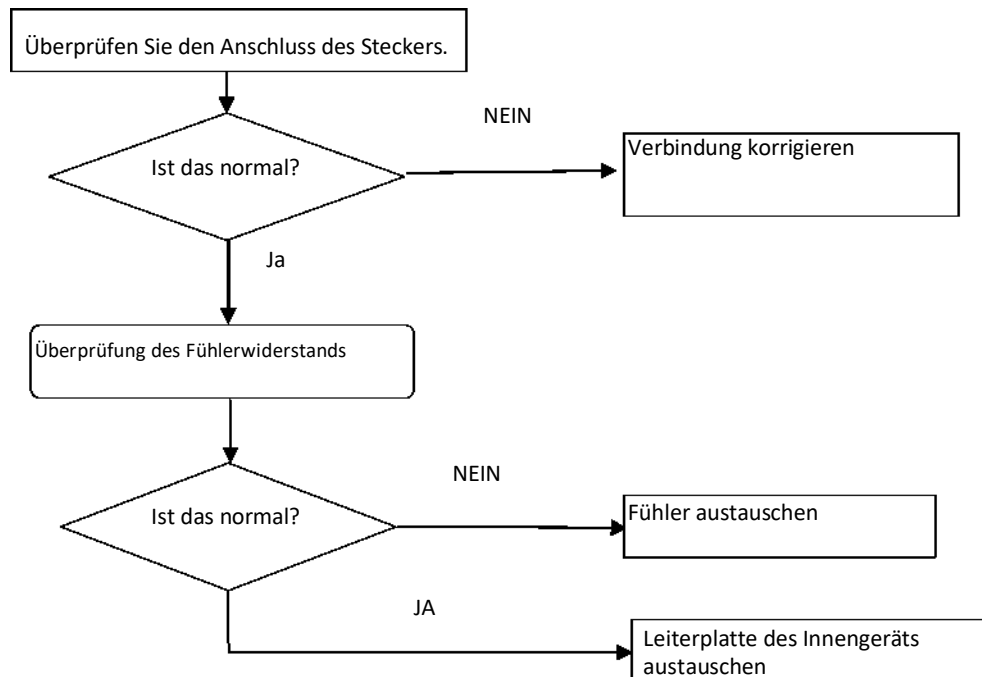 Überprüfen Sie den Anschluss des Steckers.
NEIN
Ist das normal?
Verbindung korrigieren
Ja
Überprüfung des Fühlerwiderstands
NEIN
Ist das normal?
Fühler austauschen
JA
Leiterplatte des Innengeräts
austauschen